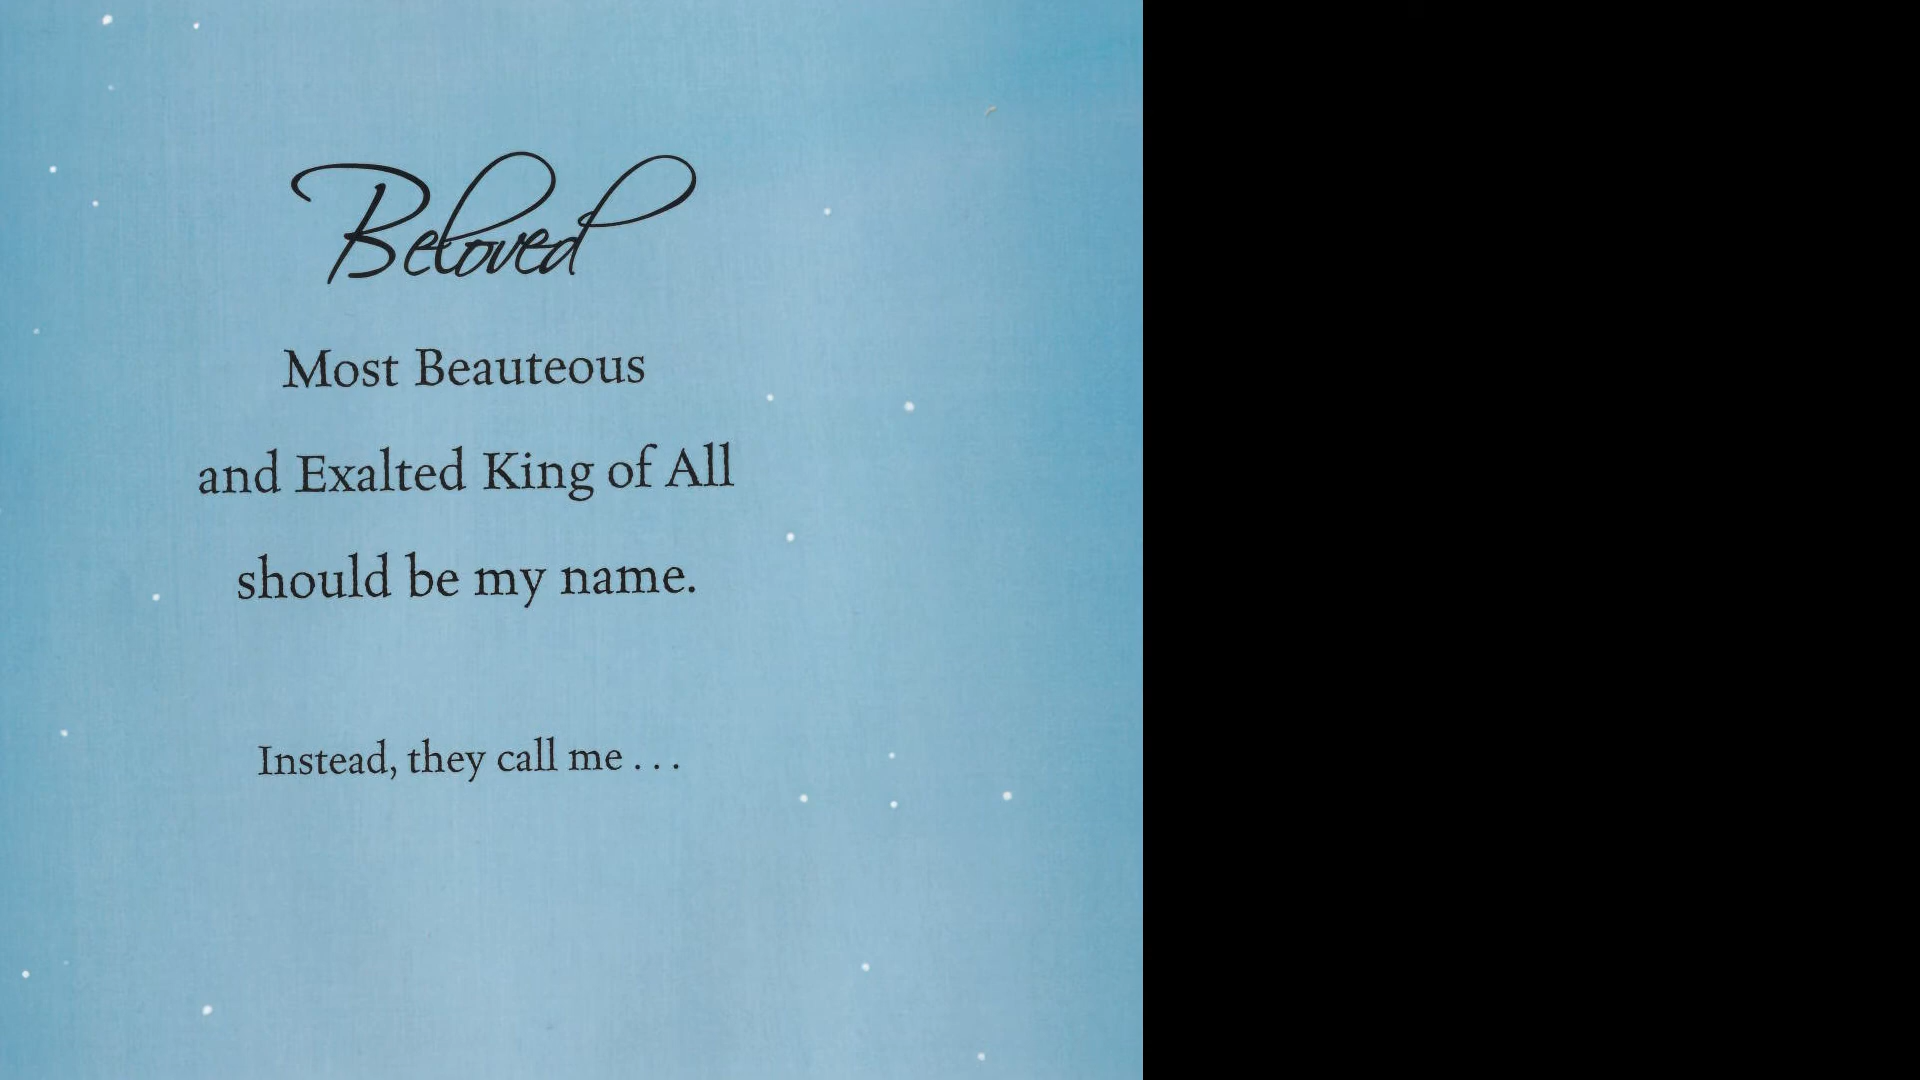 Beloved
Most Beauteous
and Exalted King of All
should be my name.
Instead, they call me . . .